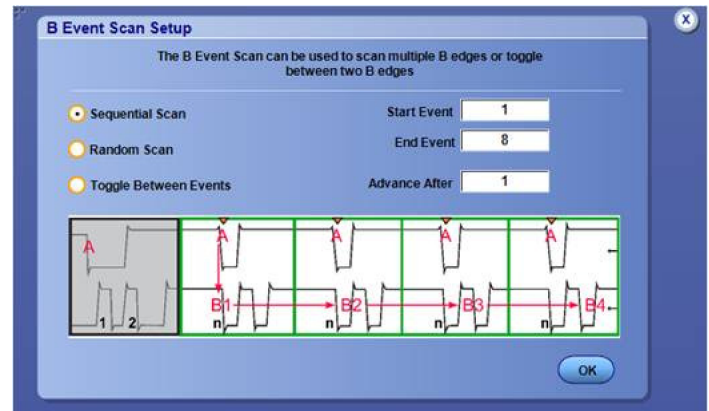 B Event Scan Setup
X
The B Event Scan can be used to scan multiple B edges or toggle
between two B edges
Sequential Scan
Start Event 1
Random Scan
End Event 8
Toggle Between Events
Advance After 1
A A A A A
B1 B2 B3 B4
1 2 n n n n
OK